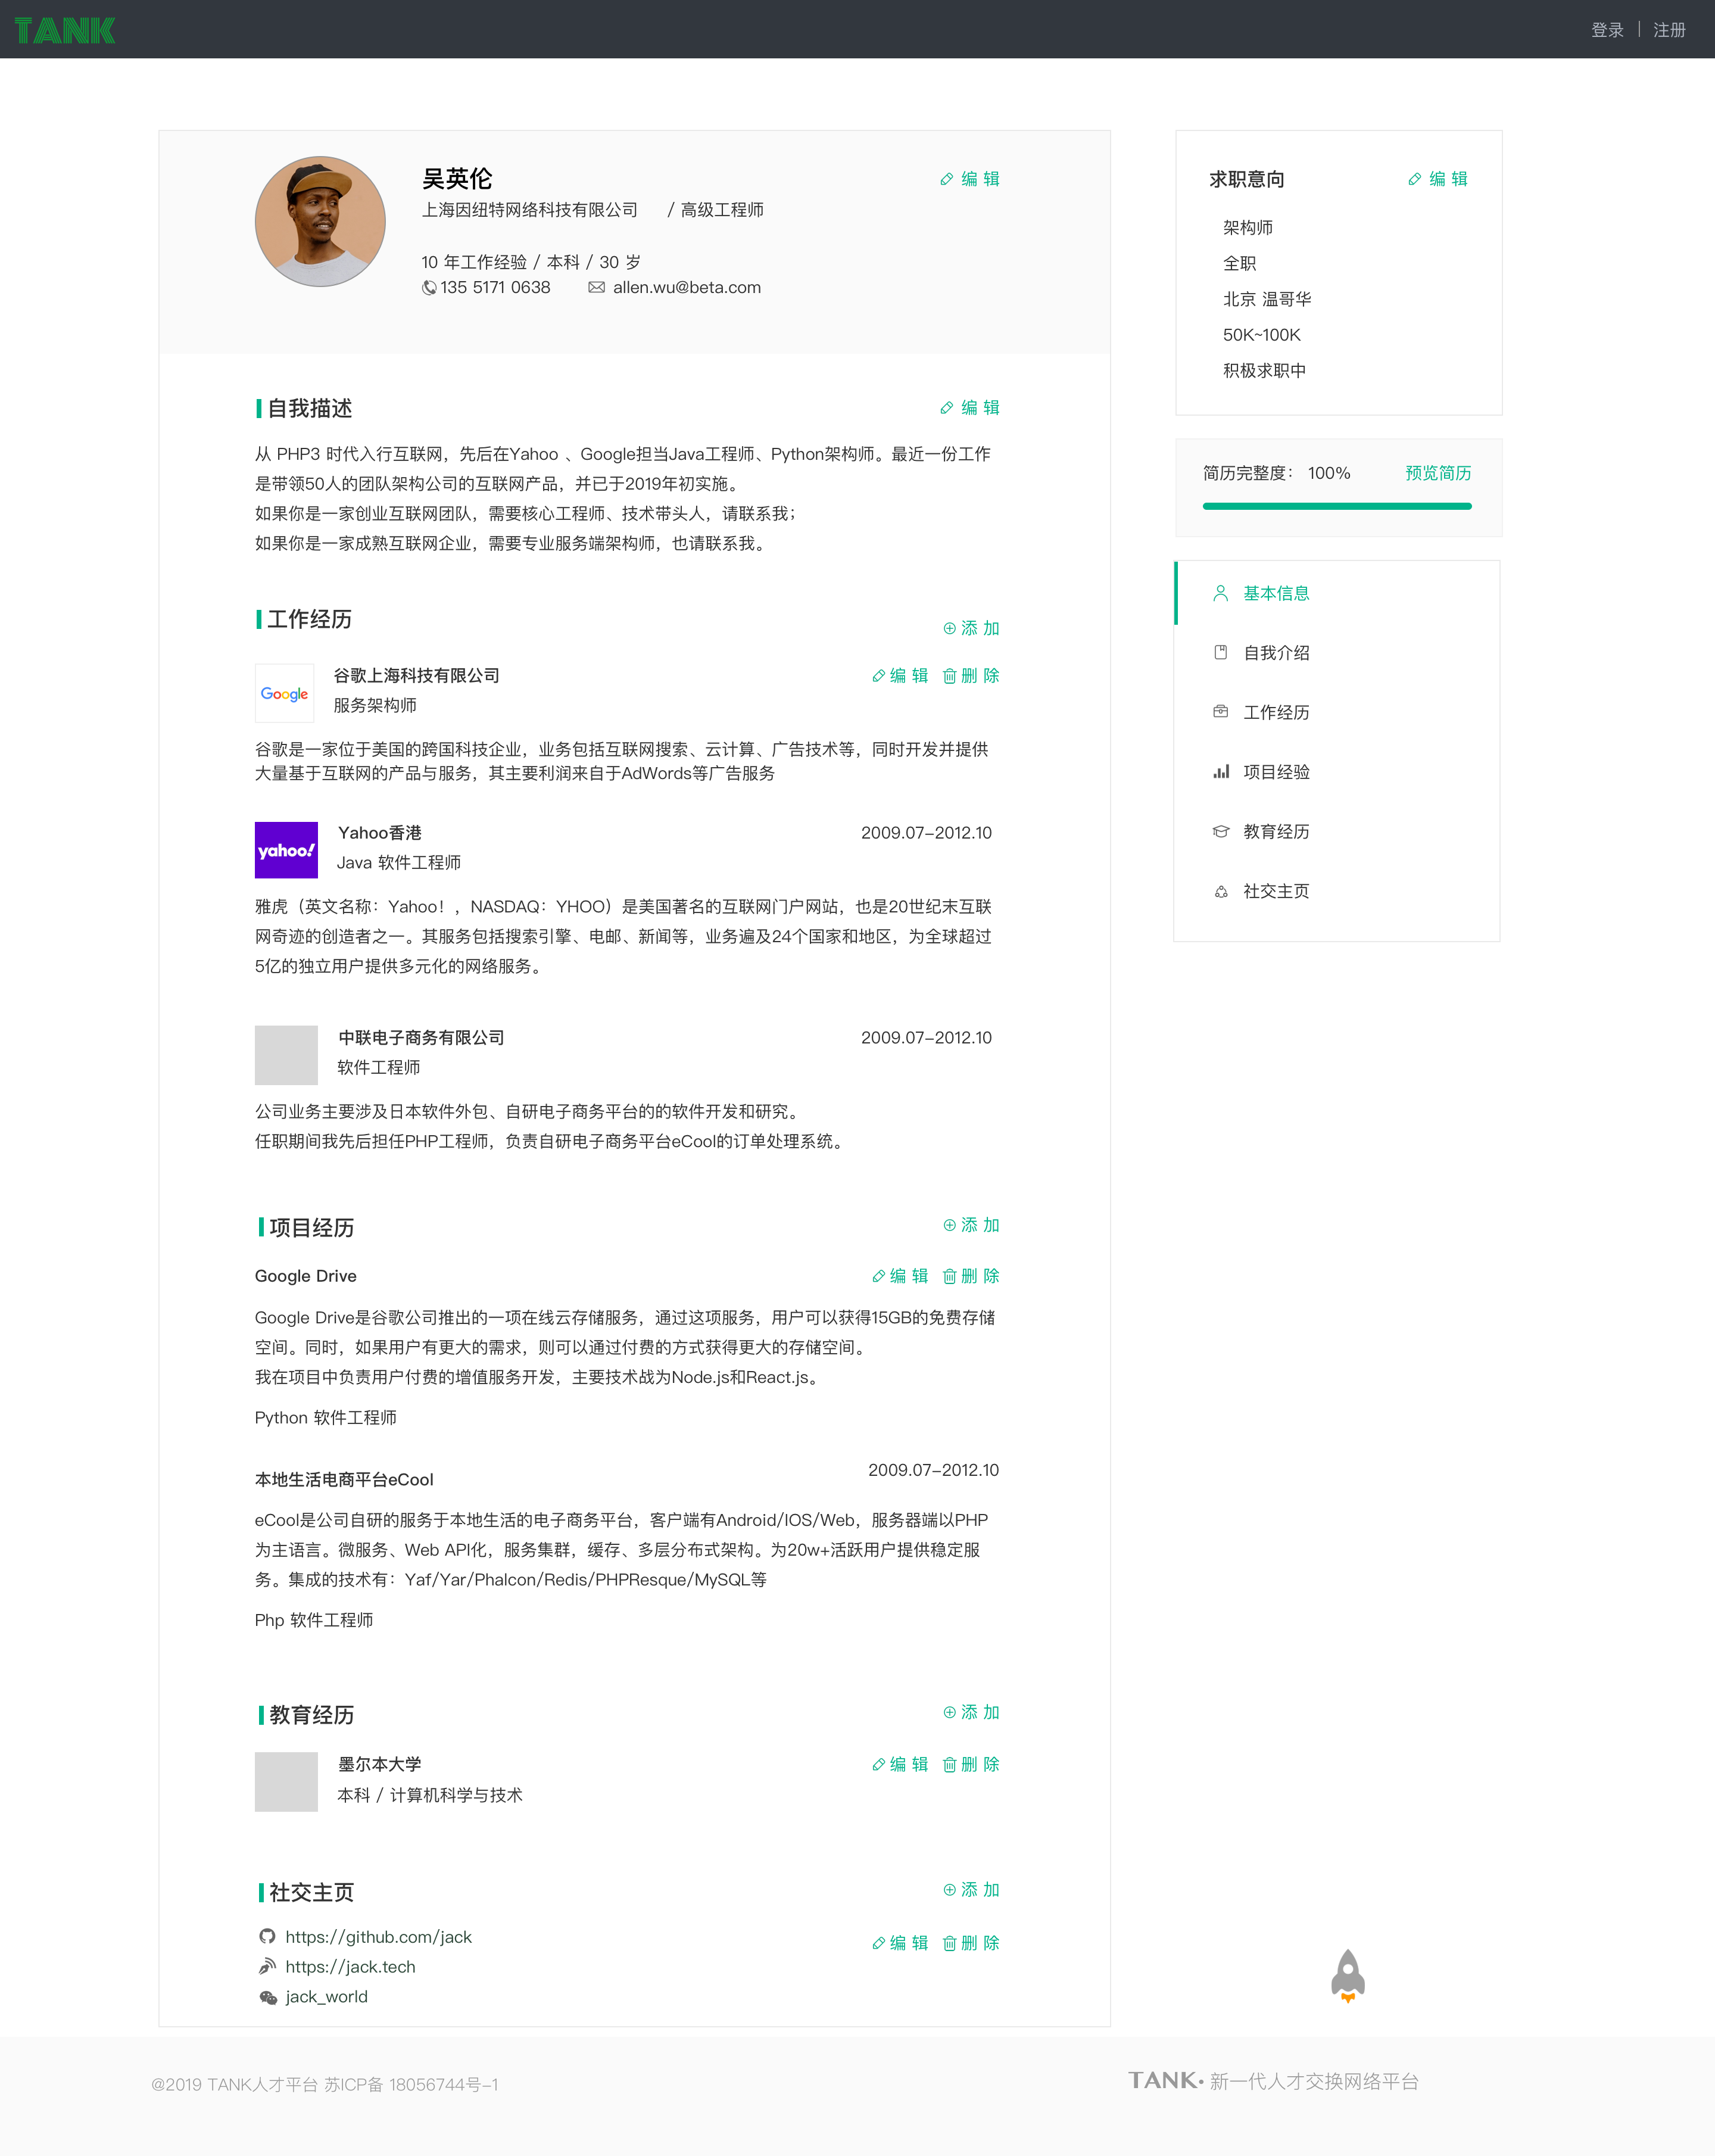 TANK
登录 | 注册
吴英伦
编 辑
上海因纽特网络科技有限公司 / 高级工程师
10 年工作经验 / 本科 / 30 岁
135 5171 0638 allen.wu@beta.com
自我描述
编 辑
从 PHP3 时代入行互联网，先后在Yahoo 、Google担当Java工程师、Python架构师。最近一份工作
是带领50人的团队架构公司的互联网产品，并已于2019年初实施。
如果你是一家创业互联网团队，需要核心工程师、技术带头人，请联系我；
如果你是一家成熟互联网企业，需要专业服务端架构师，也请联系我。
工作经历
添 加
Google
谷歌上海科技有限公司
编 辑 删 除
服务架构师
谷歌是一家位于美国的跨国科技企业，业务包括互联网搜索、云计算、广告技术等，同时开发并提供
大量基于互联网的产品与服务，其主要利润来自于AdWords等广告服务
yahoo!
Yahoo香港
2009.07-2012.10
Java 软件工程师
雅虎（英文名称：Yahoo！，NASDAQ：YHOO）是美国著名的互联网门户网站，也是20世纪末互联
网奇迹的创造者之一。其服务包括搜索引擎、电邮、新闻等，业务遍及24个国家和地区，为全球超过
5亿的独立用户提供多元化的网络服务。
中联电子商务有限公司
2009.07-2012.10
软件工程师
公司业务主要涉及日本软件外包、自研电子商务平台的的软件开发和研究。
任职期间我先后担任PHP工程师，负责自研电子商务平台eCool的订单处理系统。
项目经历
添 加
Google Drive
编 辑 删 除
Google Drive是谷歌公司推出的一项在线云存储服务，通过这项服务，用户可以获得15GB的免费存储
空间。同时，如果用户有更大的需求，则可以通过付费的方式获得更大的存储空间。
我在项目中负责用户付费的增值服务开发，主要技术战为Node.js和React.js。
Python 软件工程师
本地生活电商平台eCool
2009.07-2012.10
eCool是公司自研的服务于本地生活的电子商务平台，客户端有Android/IOS/Web，服务器端以PHP
为主语言。微服务、Web API化，服务集群，缓存、多层分布式架构。为20w+活跃用户提供稳定服
务。集成的技术有：Yaf/Yar/Phalcon/Redis/PHPResque/MySQL等
Php 软件工程师
教育经历
添 加
墨尔本大学
编 辑 删 除
本科 / 计算机科学与技术
社交主页
添 加
https://github.com/jack
编 辑 删 除
https://jack.tech
jack_world
求职意向
编 辑
架构师
全职
北京 温哥华
50K~100K
积极求职中
简历完整度： 100%
预览简历
基本信息
自我介绍
工作经历
项目经验
教育经历
社交主页
@2019 TANK人才平台 苏ICP备 18056744号-1
TANK· 新一代人才交换网络平台